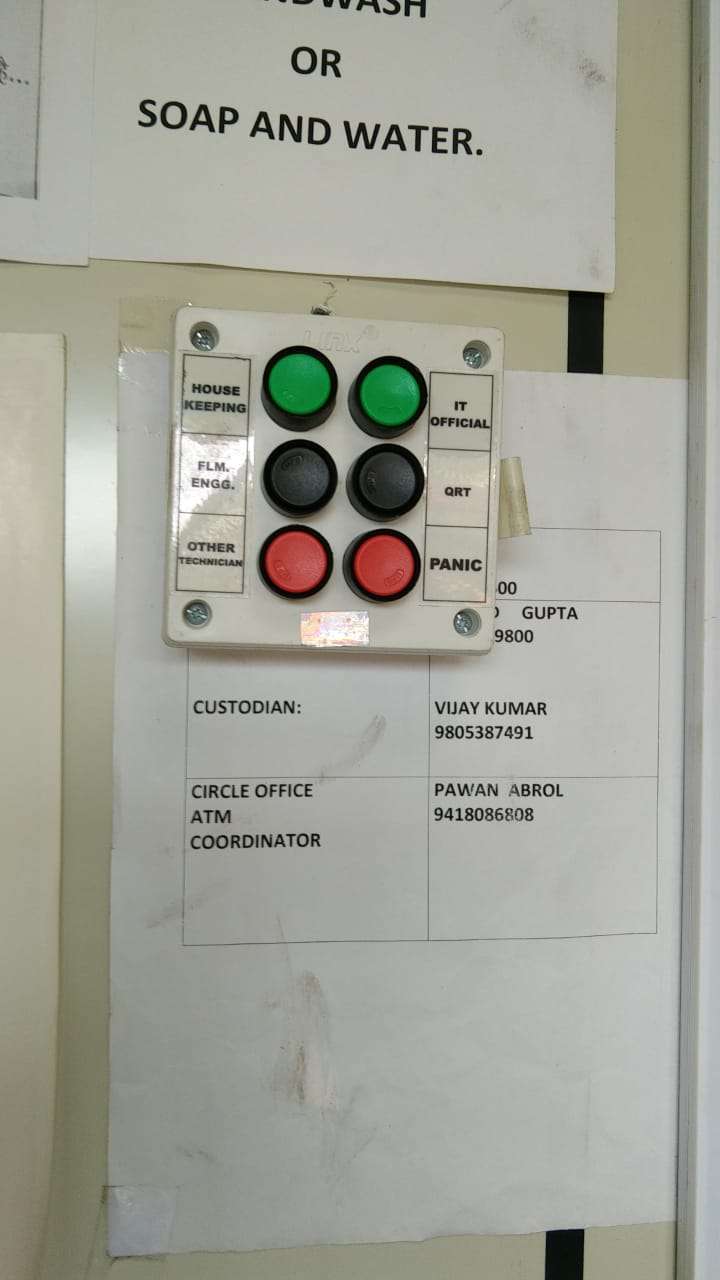 OR
SOAP AND WATER.
HOUSE
KEEPING
IT
OFFICIAL
FLM.
ENGG.
QRT
OTHER
TECHNICIAN
PANIC
GUPTA
9800
CUSTODIAN:
VIJAY KUMAR
9805387491
CIRCLE OFFICE
ATM
COORDINATOR
PAWAN ABROL
9418086808